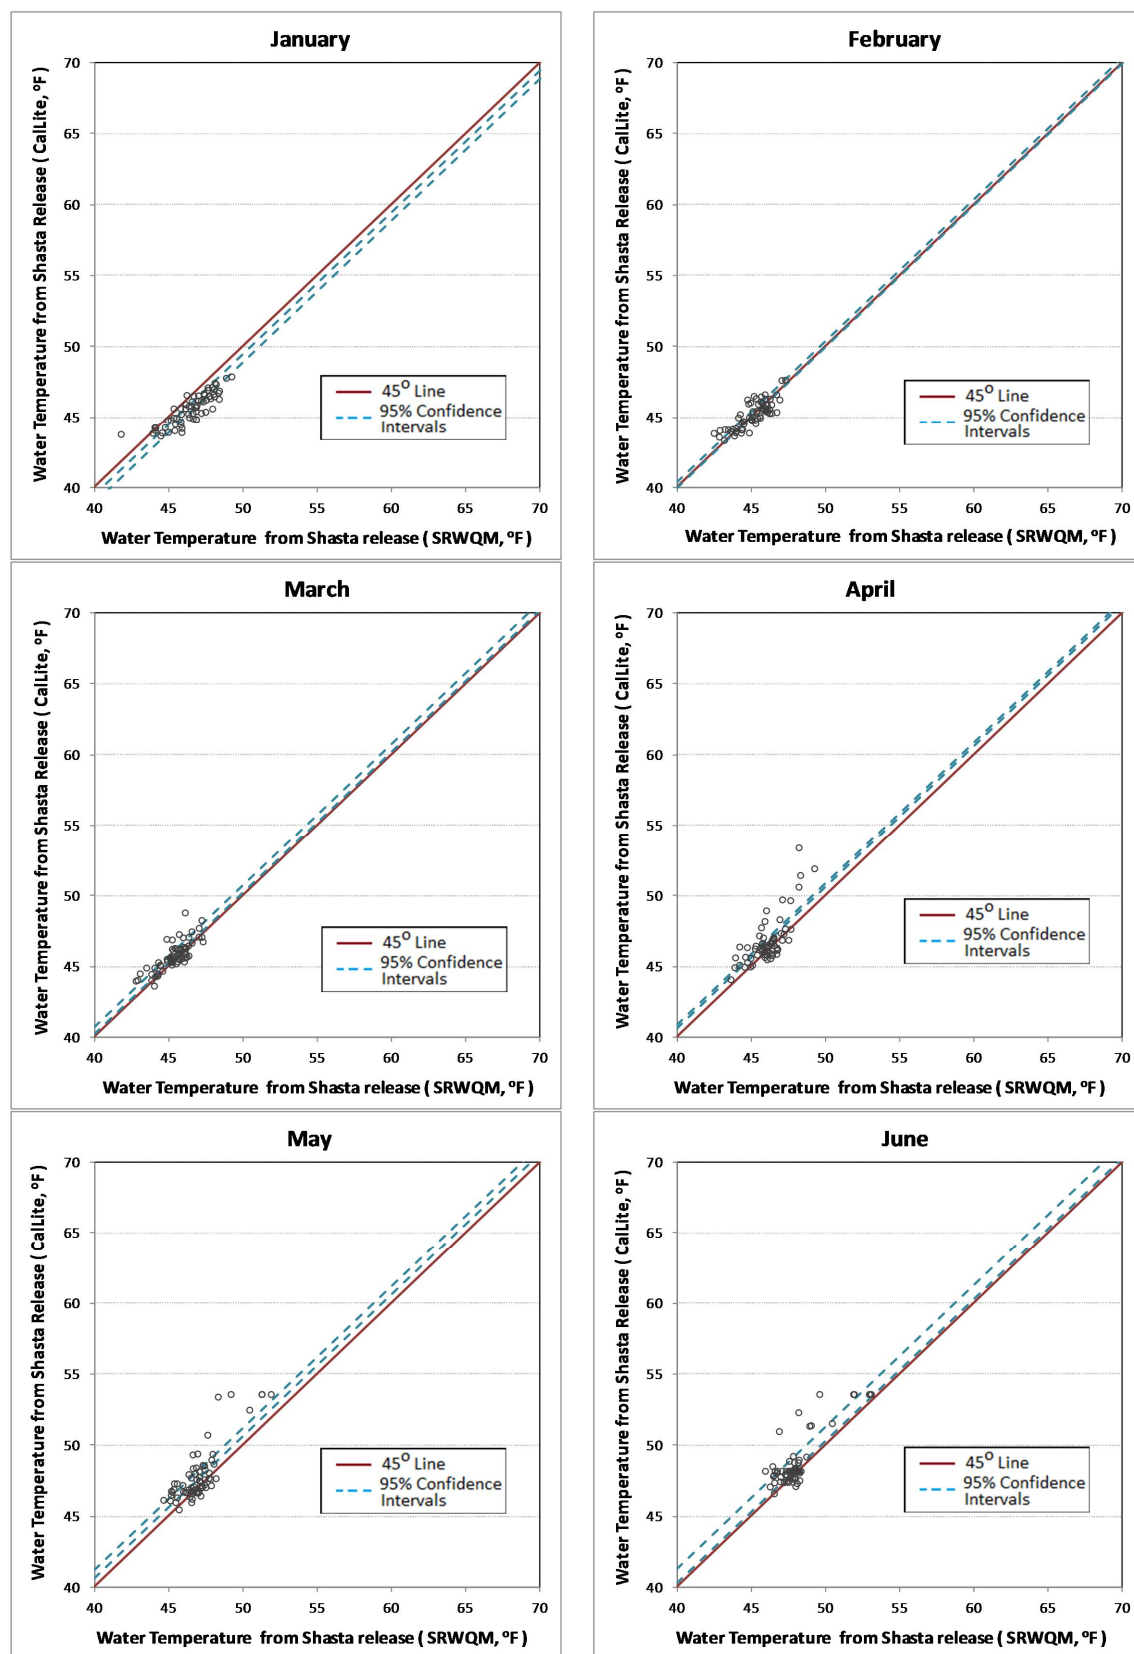 January
Water Temperature from Shasta Release ( CalLite, ºF )
70
65
60
55
50
45
40
45º Line
95% Confidence
Intervals
40 45 50 55 60 65 70
Water Temperature from Shasta release ( SRWQM, ºF )
February
Water Temperature from Shasta Release ( CalLite, ºF )
70
65
60
55
50
45
40
45º Line
95% Confidence
Intervals
40 45 50 55 60 65 70
Water Temperature from Shasta release ( SRWQM, ºF )
March
Water Temperature from Shasta Release ( CalLite, ºF )
70
65
60
55
50
45
40
45º Line
95% Confidence
Intervals
40 45 50 55 60 65 70
Water Temperature from Shasta release ( SRWQM, ºF )
April
Water Temperature from Shasta Release ( CalLite, ºF )
70
65
60
55
50
45
40
45º Line
95% Confidence
Intervals
40 45 50 55 60 65 70
Water Temperature from Shasta release ( SRWQM, ºF )
May
Water Temperature from Shasta Release ( CalLite, ºF )
70
65
60
55
50
45
40
45º Line
95% Confidence
Intervals
40 45 50 55 60 65 70
Water Temperature from Shasta release ( SRWQM, ºF )
June
Water Temperature from Shasta Release ( CalLite, ºF )
70
65
60
55
50
45
40
45º Line
95% Confidence
Intervals
40 45 50 55 60 65 70
Water Temperature from Shasta release ( SRWQM, ºF )